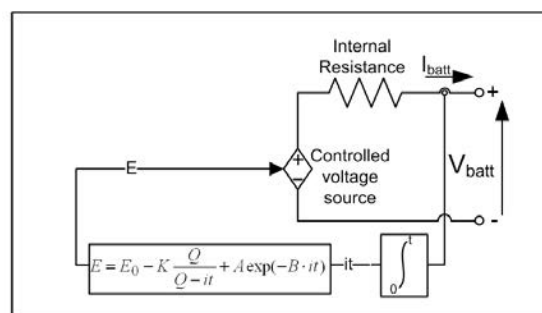 Internal
Resistance
I_batt
+
E
+
−
Controlled
voltage
source
V_batt
-
E = E_0 − K Q/(Q − it) + A exp(−B · it)
it
t
∫
0